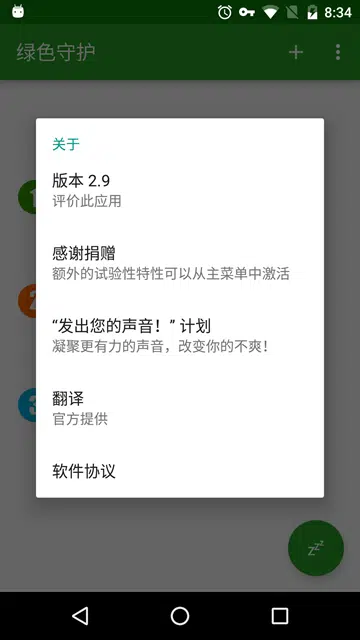 8:34
绿色守护
关于
版本 2.9
评价此应用
感谢捐赠
额外的试验性特性可以从主菜单中激活
“发出您的声音！” 计划
凝聚更有力的声音，改变你的不爽！
翻译
官方提供
软件协议
zzz